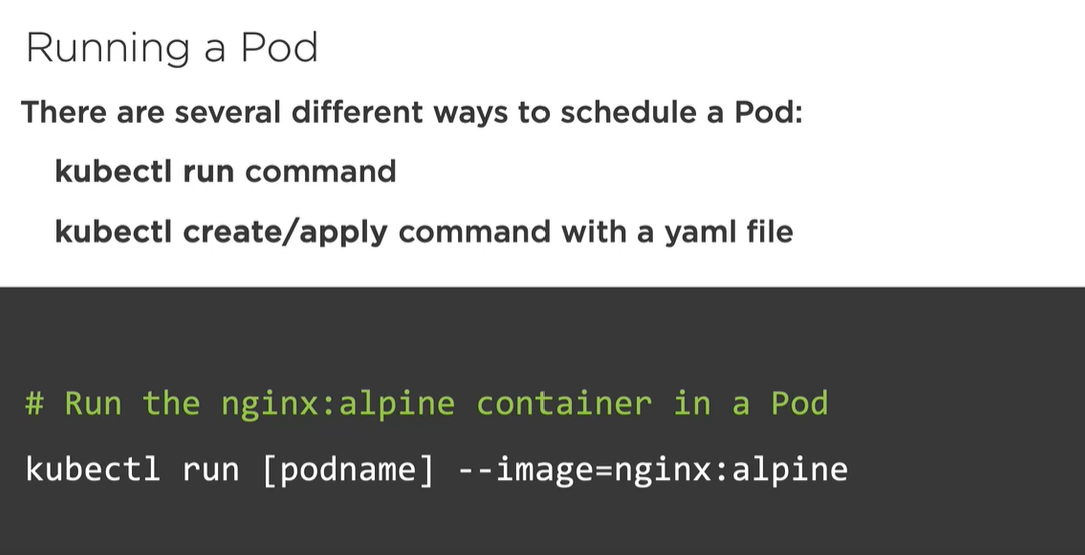 Running a Pod
There are several different ways to schedule a Pod:
kubectl run command
kubectl create/apply command with a yaml file
# Run the nginx:alpine container in a Pod
kubectl run [podname] --image=nginx:alpine